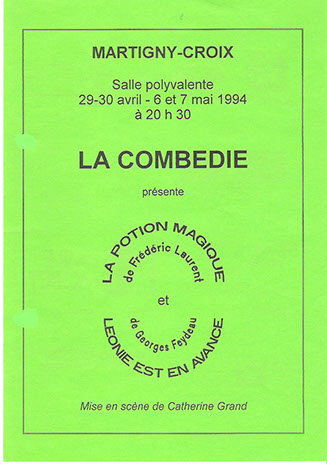 MARTIGNY-CROIX
Salle polyvalente
29-30 avril - 6 et 7 mai 1994
à 20 h 30
LA COMBEDIE
présente
LA POTION MAGIQUE
de Frédéric Laurent
et
de Georges Feydeau
LEONIE EST EN AVANCE
Mise en scène de Catherine Grand